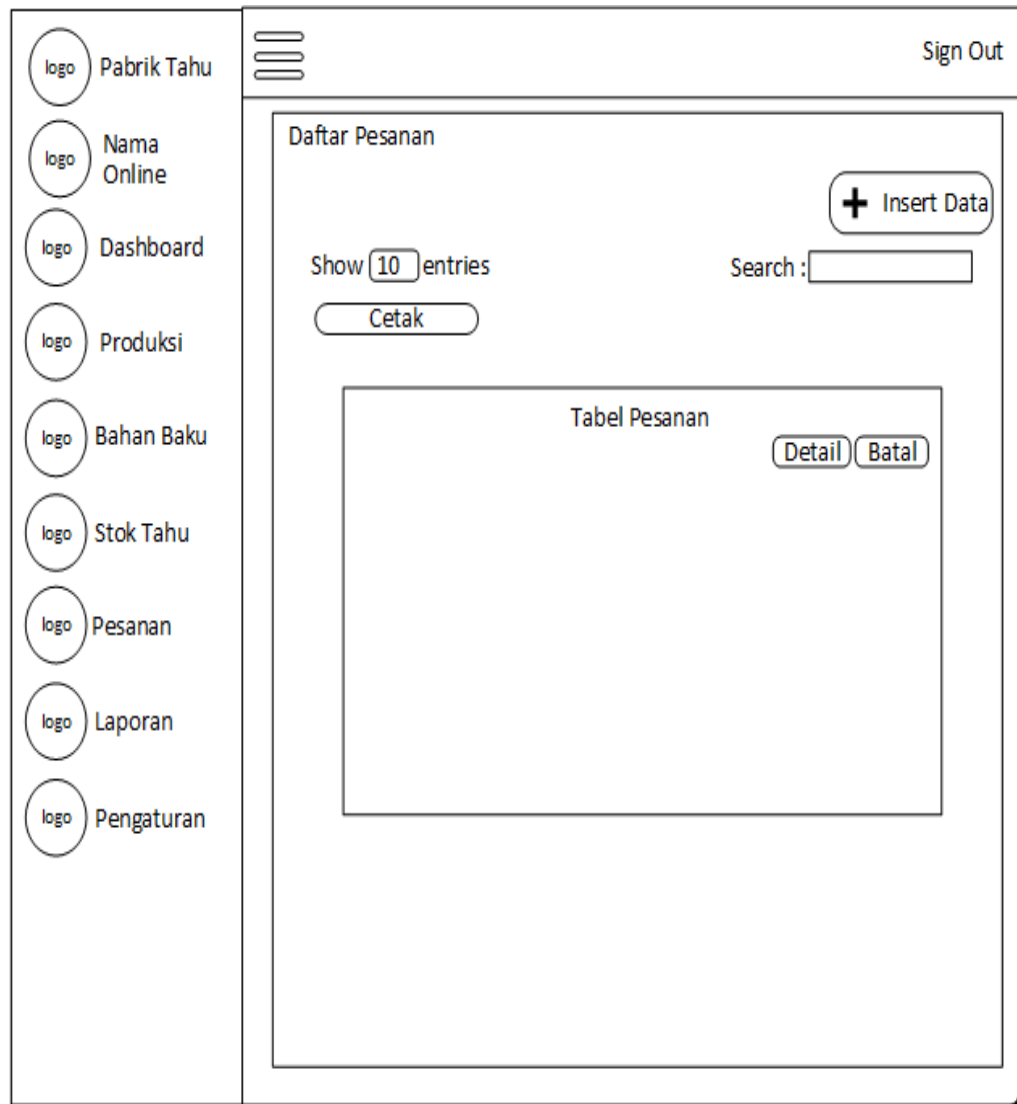 logo Pabrik Tahu
logo Nama
Online
logo Dashboard
logo Produksi
logo Bahan Baku
logo Stok Tahu
logo Pesanan
logo Laporan
logo Pengaturan
Sign Out
Daftar Pesanan
+ Insert Data
Show 10 entries
Search :
Cetak
Tabel Pesanan
Detail Batal